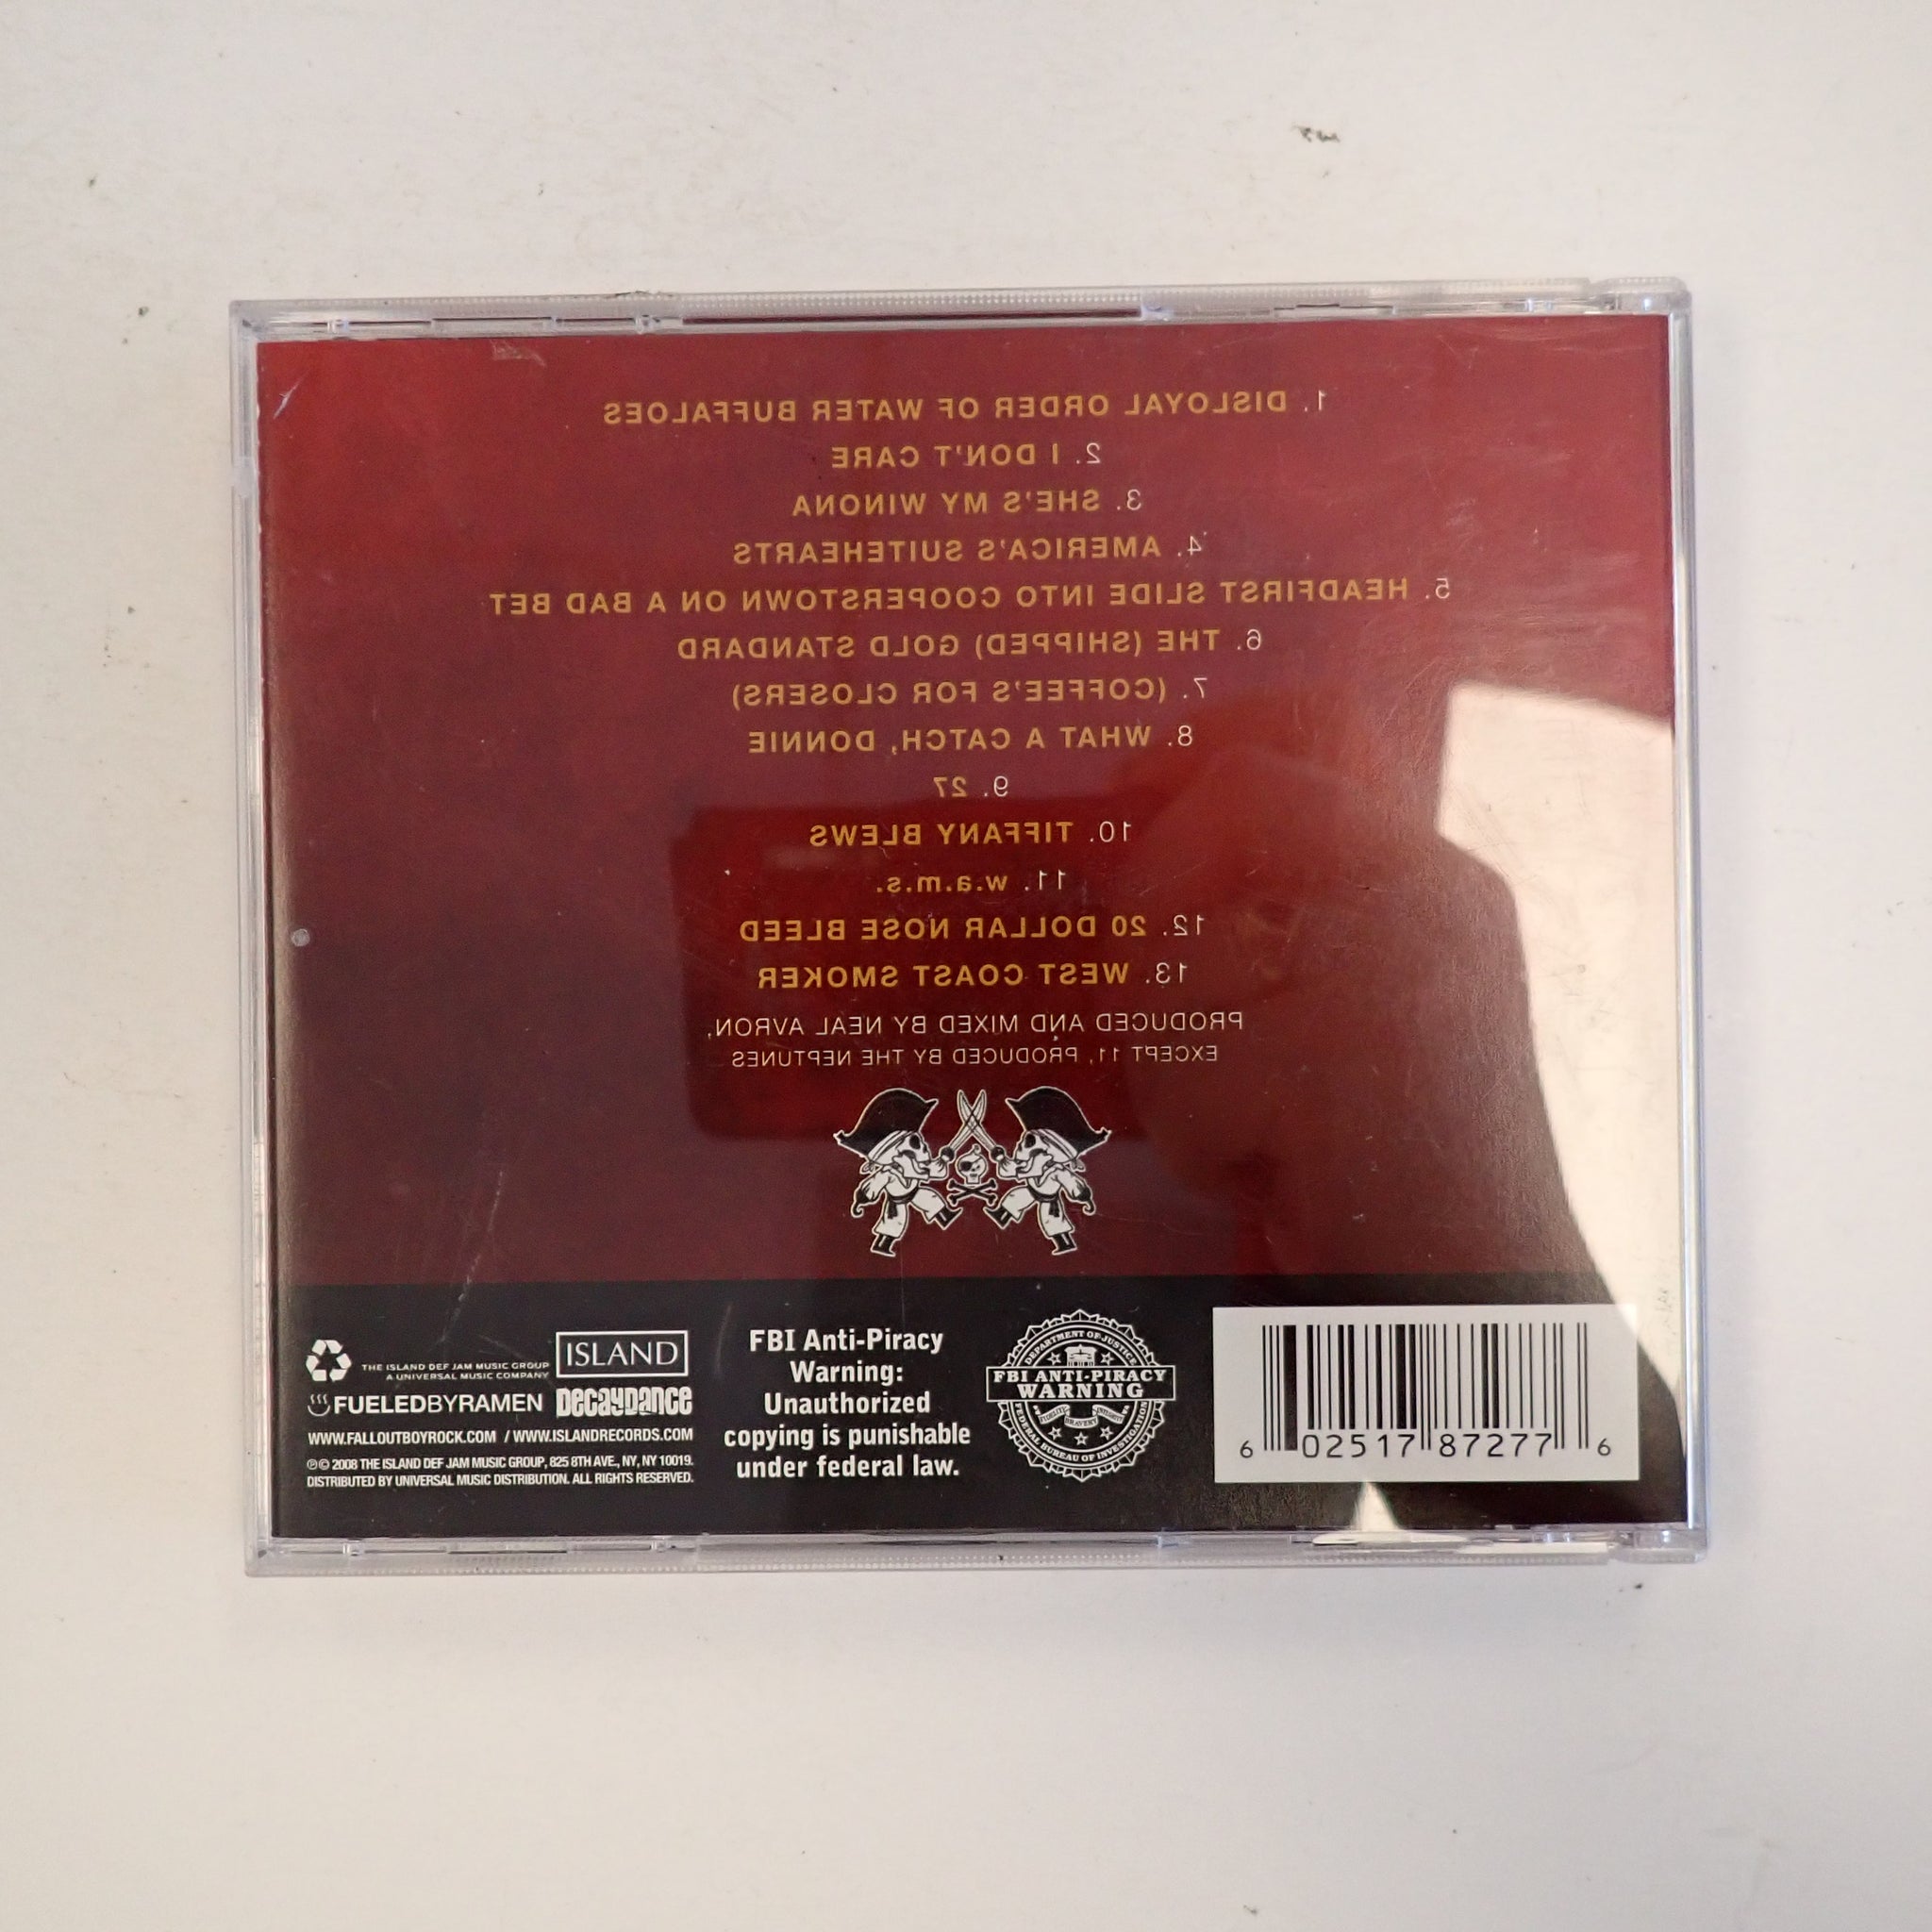 1. DISLOYAL ORDER OF WATER BUFFALOES
2. I DON'T CARE
3. SHE'S MY WINONA
4. AMERICA'S SUITEHEARTS
5. HEADFIRST SLIDE INTO COOPERSTOWN ON A BAD BET
6. THE (SHIPPED) GOLD STANDARD
7. (COFFEE'S FOR CLOSERS)
8. WHAT A CATCH, DONNIE
9. 27
10. TIFFANY BLEWS
11. w.a.m.s.
12. 20 DOLLAR NOSE BLEED
13. WEST COAST SMOKER
PRODUCED AND MIXED BY NEAL AVRON,
EXCEPT 11, PRODUCED BY THE NEPTUNES
THE ISLAND DEF JAM MUSIC GROUP
A UNIVERSAL MUSIC COMPANY
ISLAND
FUELEDBYRAMEN
DECAYDANCE
WWW.FALLOUTBOYROCK.COM / WWW.ISLANDRECORDS.COM
℗© 2008 THE ISLAND DEF JAM MUSIC GROUP, 825 8TH AVE., NY, NY 10019.
DISTRIBUTED BY UNIVERSAL MUSIC DISTRIBUTION. ALL RIGHTS RESERVED.
FBI Anti-Piracy
Warning:
Unauthorized
copying is punishable
under federal law.
DEPARTMENT OF JUSTICE
FBI ANTI-PIRACY
WARNING
FIDELITY BRAVERY INTEGRITY
FEDERAL BUREAU OF INVESTIGATION
6 02517 87277 6